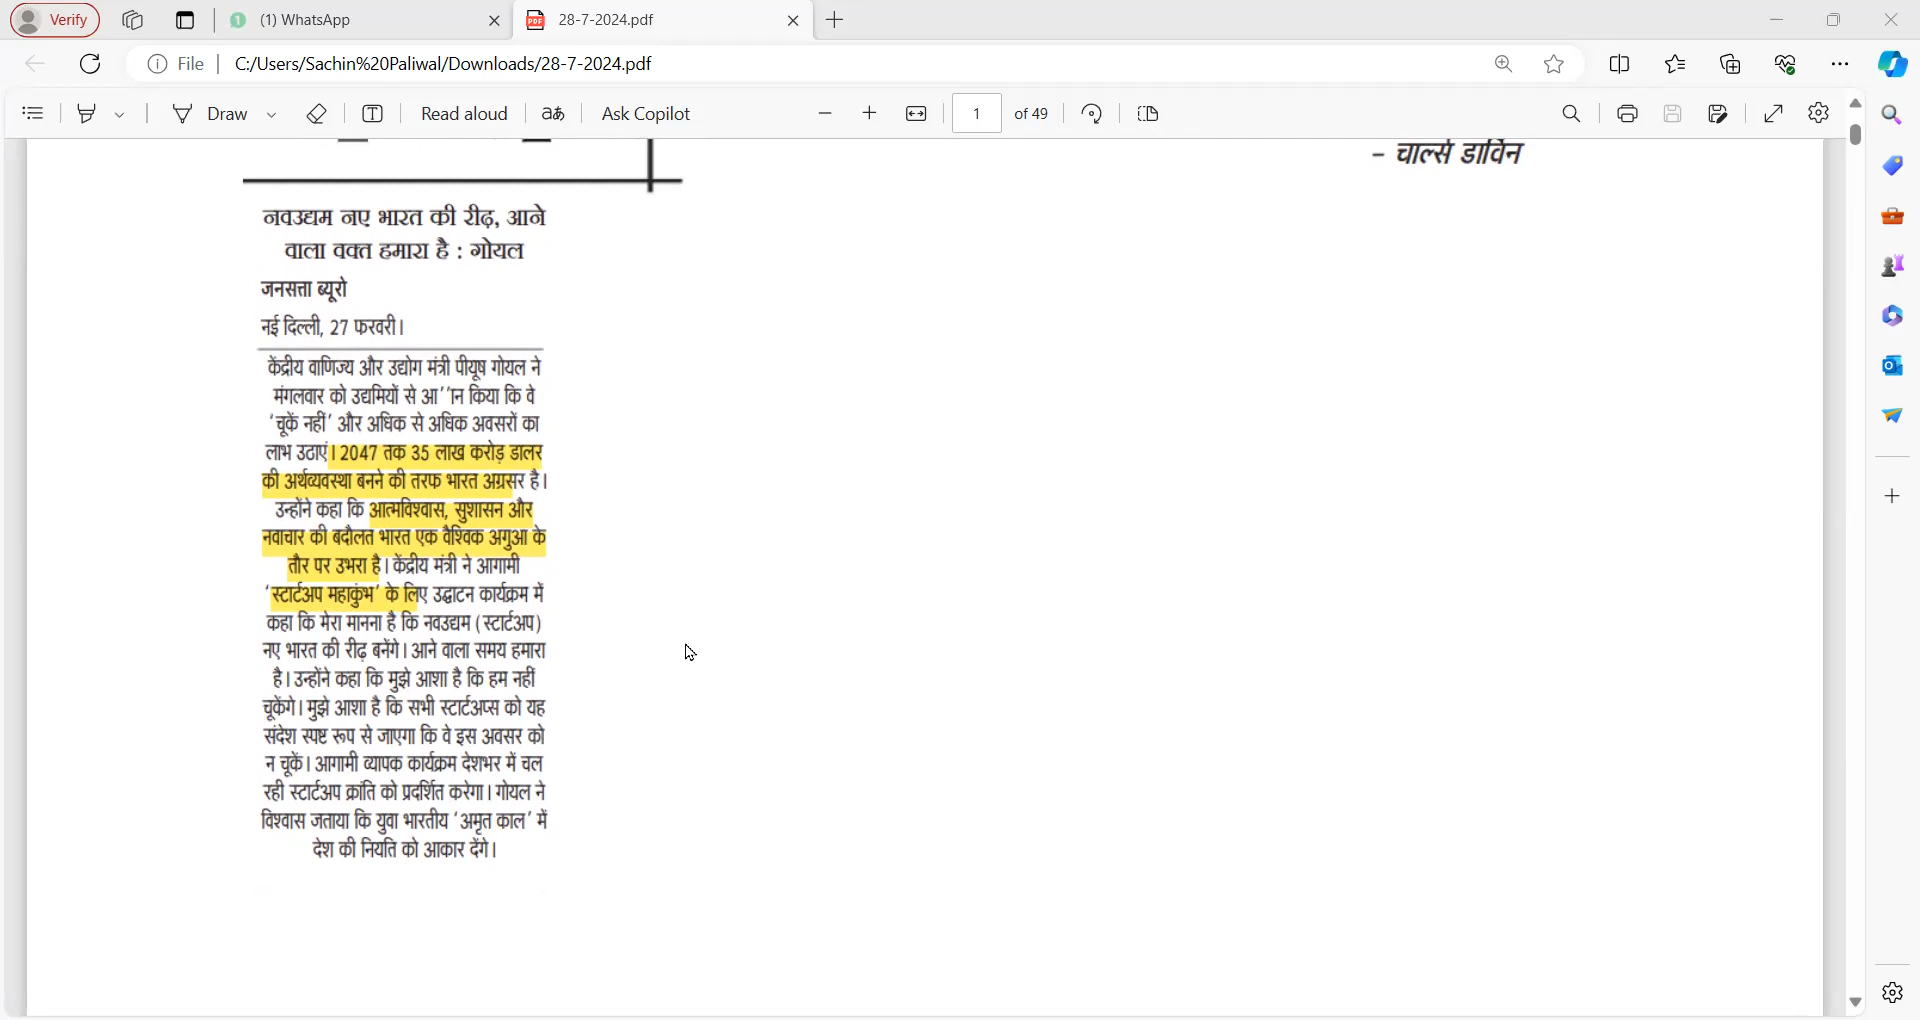 Verify
(1) WhatsApp
28-7-2024.pdf
File
C:/Users/Sachin%20Paliwal/Downloads/28-7-2024.pdf
Draw
Read aloud
aあ
Ask Copilot
1
of 49
– चार्ल्स डार्विन
नवउद्यम नए भारत की रीढ़, आने
वाला वक्त हमारा है : गोयल
जनसत्ता ब्यूरो
नई दिल्ली, 27 फरवरी।
केंद्रीय वाणिज्य और उद्योग मंत्री पीयूष गोयल ने
मंगलवार को उद्यमियों से आ''ान किया कि वे
'चूकें नहीं' और अधिक से अधिक अवसरों का
लाभ उठाएं। 2047 तक 35 लाख करोड़ डालर
की अर्थव्यवस्था बनने की तरफ भारत अग्रसर है।
उन्होंने कहा कि आत्मविश्वास, सुशासन और
नवाचार की बदौलत भारत एक वैश्विक अगुआ के
तौर पर उभरा है। केंद्रीय मंत्री ने आगामी
'स्टार्टअप महाकुंभ' के लिए उद्घाटन कार्यक्रम में
कहा कि मेरा मानना है कि नवउद्यम (स्टार्टअप)
नए भारत की रीढ़ बनेंगे। आने वाला समय हमारा
है। उन्होंने कहा कि मुझे आशा है कि हम नहीं
चूकेंगे। मुझे आशा है कि सभी स्टार्टअप्स को यह
संदेश स्पष्ट रूप से जाएगा कि वे इस अवसर को
न चूकें। आगामी व्यापक कार्यक्रम देशभर में चल
रही स्टार्टअप क्रांति को प्रदर्शित करेगा। गोयल ने
विश्वास जताया कि युवा भारतीय 'अमृत काल' में
देश की नियति को आकार देंगे।